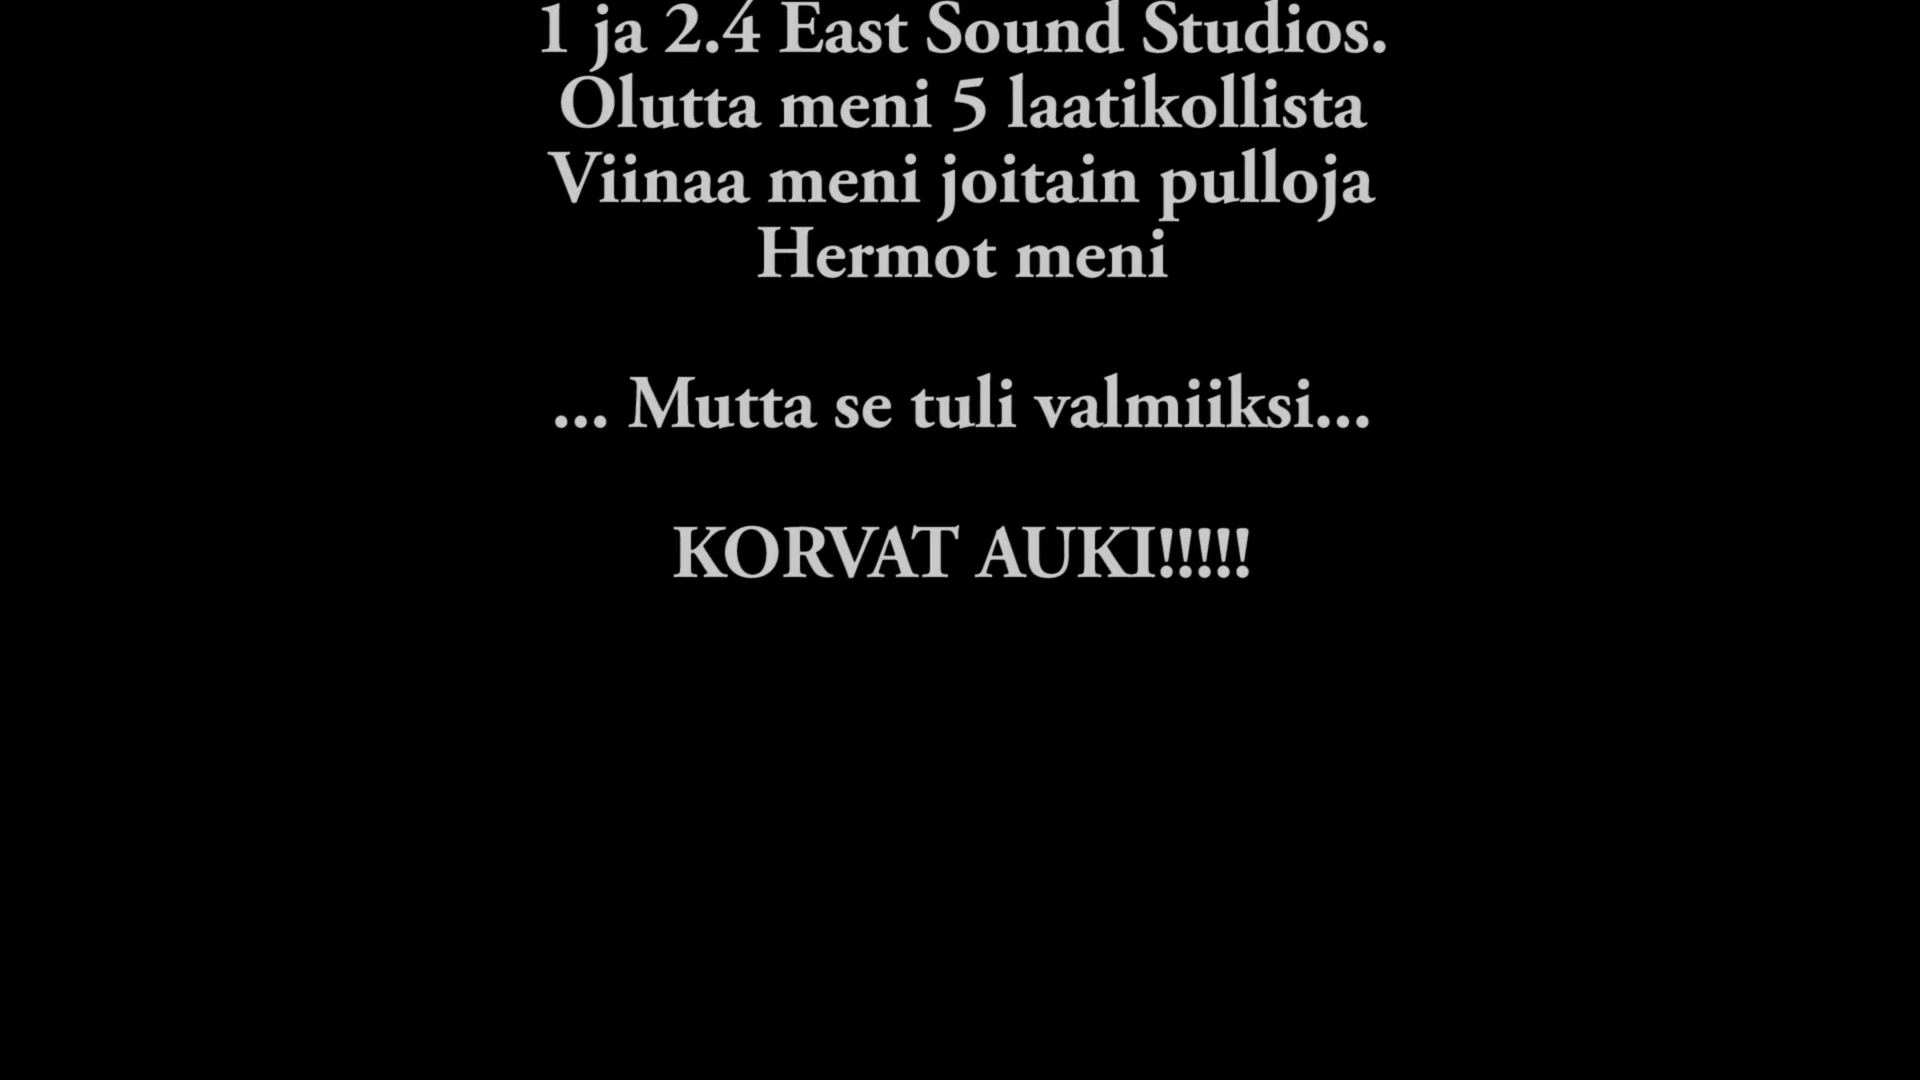 1 ja 2.4 East Sound Studios.
Olutta meni 5 laatikollista
Viinaa meni joitain pulloja
Hermot meni
... Mutta se tuli valmiiksi...
KORVAT AUKI!!!!!